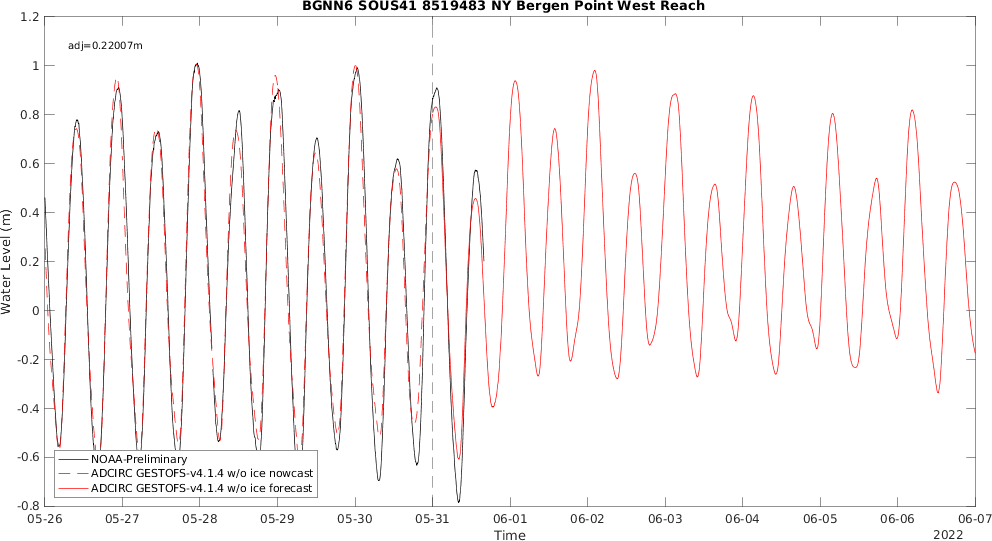 BGNN6 SOUS41 8519483 NY Bergen Point West Reach
adj=0.22007m
1.2
1
0.8
0.6
0.4
0.2
0
-0.2
-0.4
-0.6
-0.8
Water Level (m)
NOAA-Preliminary
ADCIRC GESTOFS-v4.1.4 w/o ice nowcast
ADCIRC GESTOFS-v4.1.4 w/o ice forecast
05-26 05-27 05-28 05-29 05-30 05-31 06-01 06-02 06-03 06-04 06-05 06-06 06-07
Time
2022